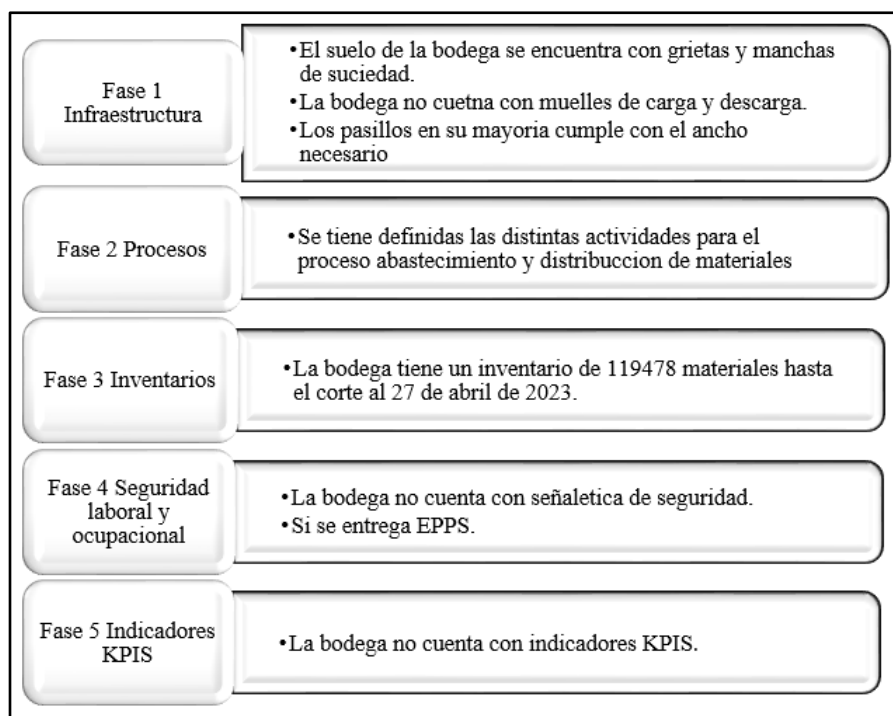 Fase 1
Infraestructura
•El suelo de la bodega se encuentra con grietas y manchas
de suciedad.
•La bodega no cuetna con muelles de carga y descarga.
•Los pasillos en su mayoria cumple con el ancho
necesario
Fase 2 Procesos
•Se tiene definidas las distintas actividades para el
proceso abastecimiento y distribuccion de materiales
Fase 3 Inventarios
•La bodega tiene un inventario de 119478 materiales hasta
el corte al 27 de abril de 2023.
Fase 4 Seguridad
laboral y
ocupacional
•La bodega no cuenta con señaletica de seguridad.
•Si se entrega EPPS.
Fase 5 Indicadores
KPIS
•La bodega no cuenta con indicadores KPIS.